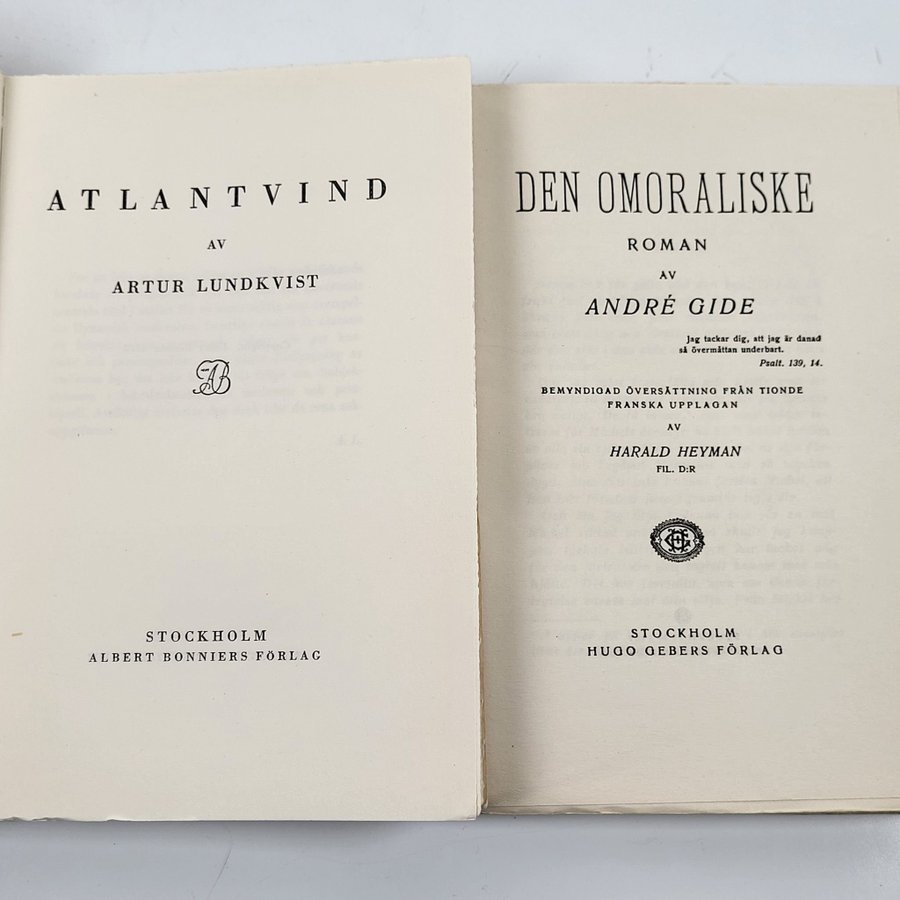 ATLANTVIND
AV
ARTUR LUNDKVIST
AB
STOCKHOLM
ALBERT BONNIERS FÖRLAG
DEN OMORALISKE
ROMAN
AV
ANDRÉ GIDE
Jag tackar dig, att jag är danad
så övermåttan underbart.
Psalt. 139, 14.
BEMYNDIGAD ÖVERSÄTTNING FRÅN TIONDE
FRANSKA UPPLAGAN
AV
HARALD HEYMAN
FIL. D:R
STOCKHOLM
HUGO GEBERS FÖRLAG